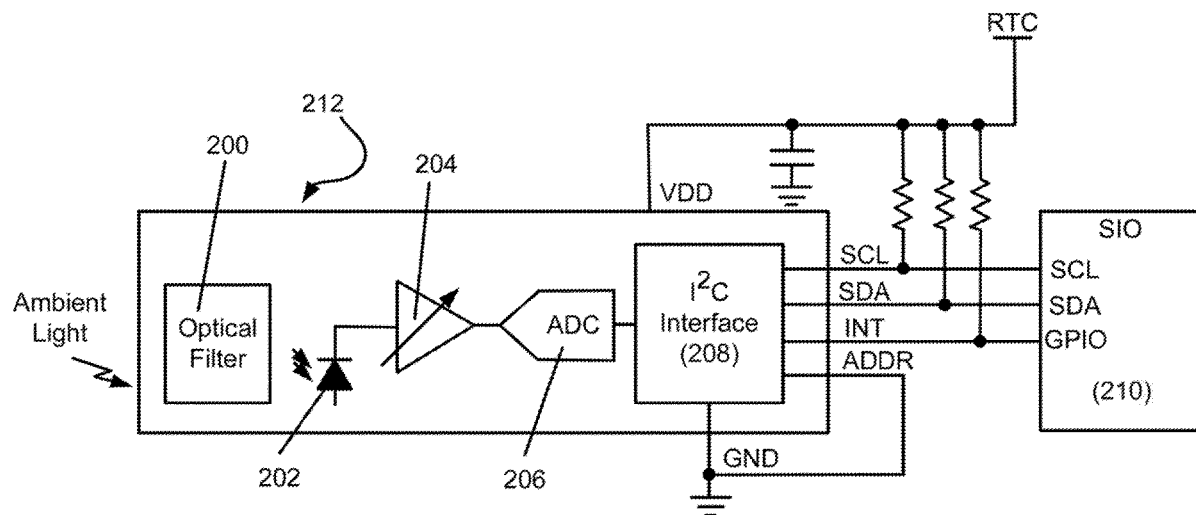 RTC
212
200
204
VDD
SIO
Ambient
Light
Optical
Filter
ADC
I²C
Interface
(208)
SCL
SDA
INT
ADDR
SCL
SDA
GPIO
(210)
202
206
GND